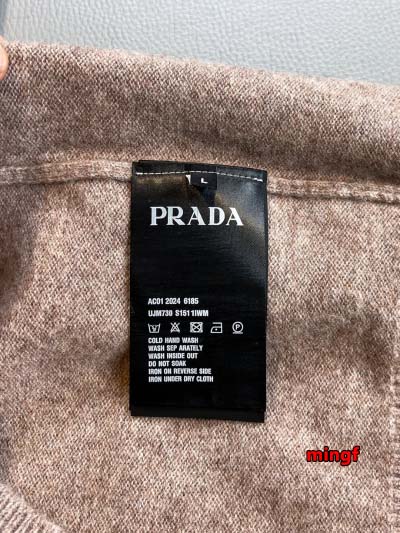 L
PRADA
AC01 2024 6185
UJM730 S151 1IWM
COLD HAND WASH
WASH SEP ARATELY
WASH INSIDE OUT
DO NOT SOAK
IRON ON REVERSE SIDE
IRON UNDER DRY CLOTH
mingf